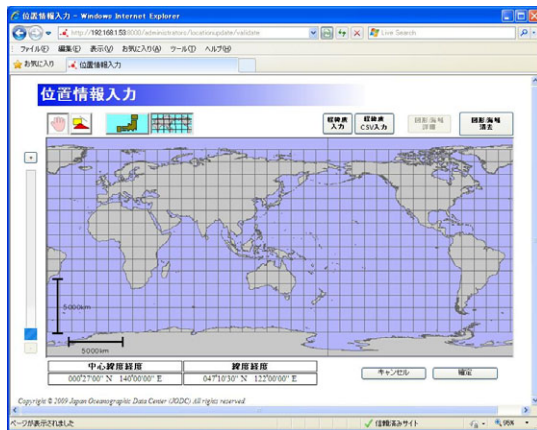 位置情報入力 - Windows Internet Explorer
http://192.168.1.53:8080/administrators/locationupdate/validate
Live Search
ファイル(F) 編集(E) 表示(V) お気に入り(A) ツール(T) ヘルプ(H)
お気に入り 位置情報入力
位置情報入力
経緯度入力
経緯度CSV入力
図形/海域詳細
図形/海域消去
5000km
5000km
中心緯度経度 緯度経度
000°27'00" N 140°00'00" E 047°10'30" N 122°00'00" E
キャンセル 確定
Copyright © 2009 Japan Oceanographic Data Center (JODC) All rights reserved
ページが表示されました 信頼済みサイト 95%